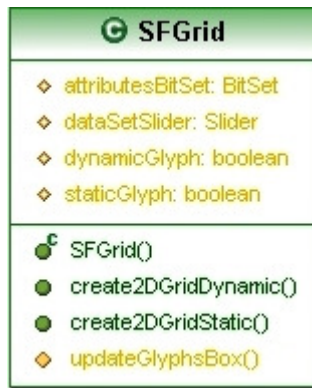 C SFGrid
attributesBitSet: BitSet
dataSetSlider: Slider
dynamicGlyph: boolean
staticGlyph: boolean
C SFGrid()
create2DGridDynamic()
create2DGridStatic()
updateGlyphsBox()